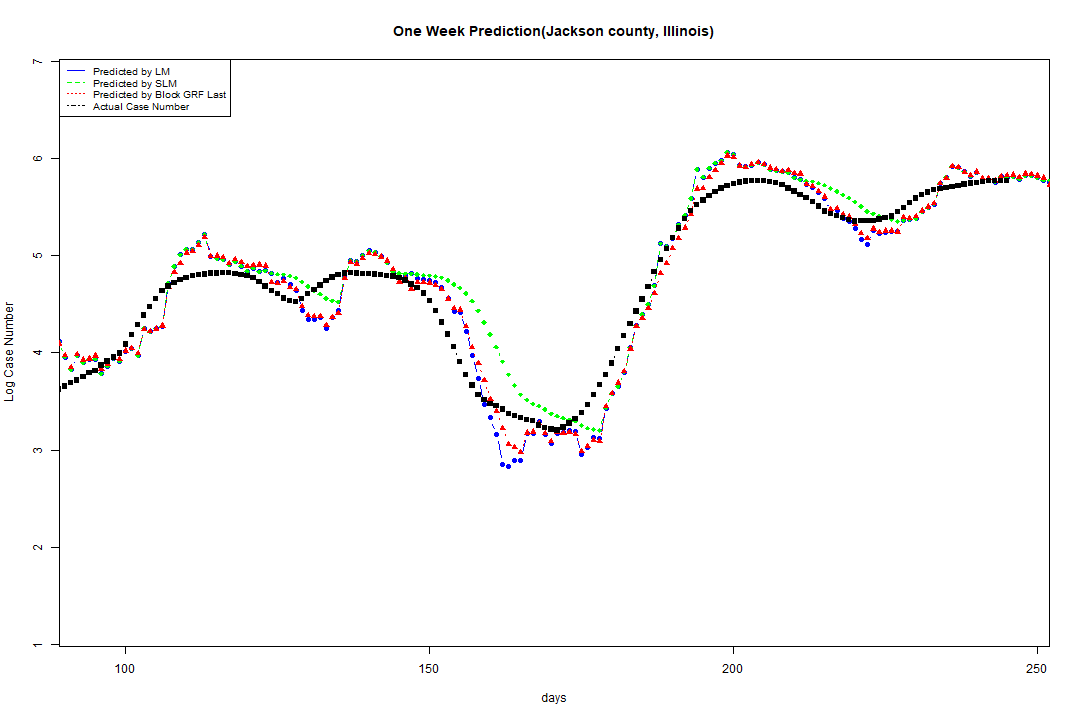 One Week Prediction(Jackson county, Illinois)
Predicted by LM
Predicted by SLM
Predicted by Block GRF Last
Actual Case Number
7
6
5
4
3
2
1
Log Case Number
100 150 200 250
days